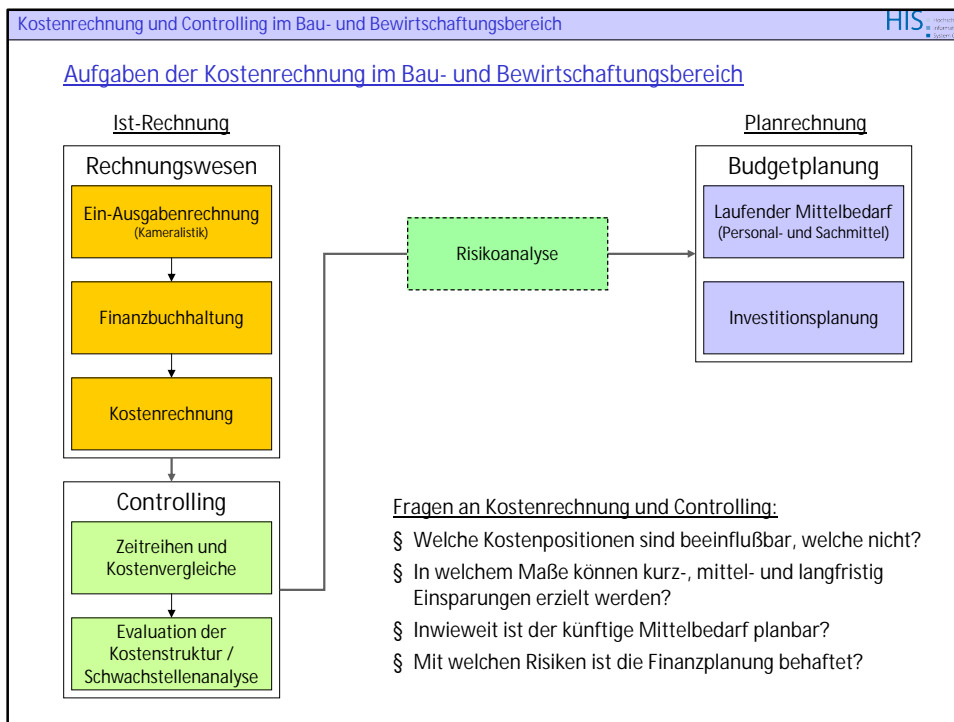 Kostenrechnung und Controlling im Bau- und Bewirtschaftungsbereich
HIS
Aufgaben der Kostenrechnung im Bau- und Bewirtschaftungsbereich
Ist-Rechnung
Planrechnung
Rechnungswesen
Ein-Ausgabenrechnung
(Kameralistik)
Finanzbuchhaltung
Kostenrechnung
Risikoanalyse
Budgetplanung
Laufender Mittelbedarf
(Personal- und Sachmittel)
Investitionsplanung
Controlling
Zeitreihen und
Kostenvergleiche
Evaluation der
Kostenstruktur /
Schwachstellenanalyse
Fragen an Kostenrechnung und Controlling:
§ Welche Kostenpositionen sind beeinflußbar, welche nicht?
§ In welchem Maße können kurz-, mittel- und langfristig
Einsparungen erzielt werden?
§ Inwieweit ist der künftige Mittelbedarf planbar?
§ Mit welchen Risiken ist die Finanzplanung behaftet?